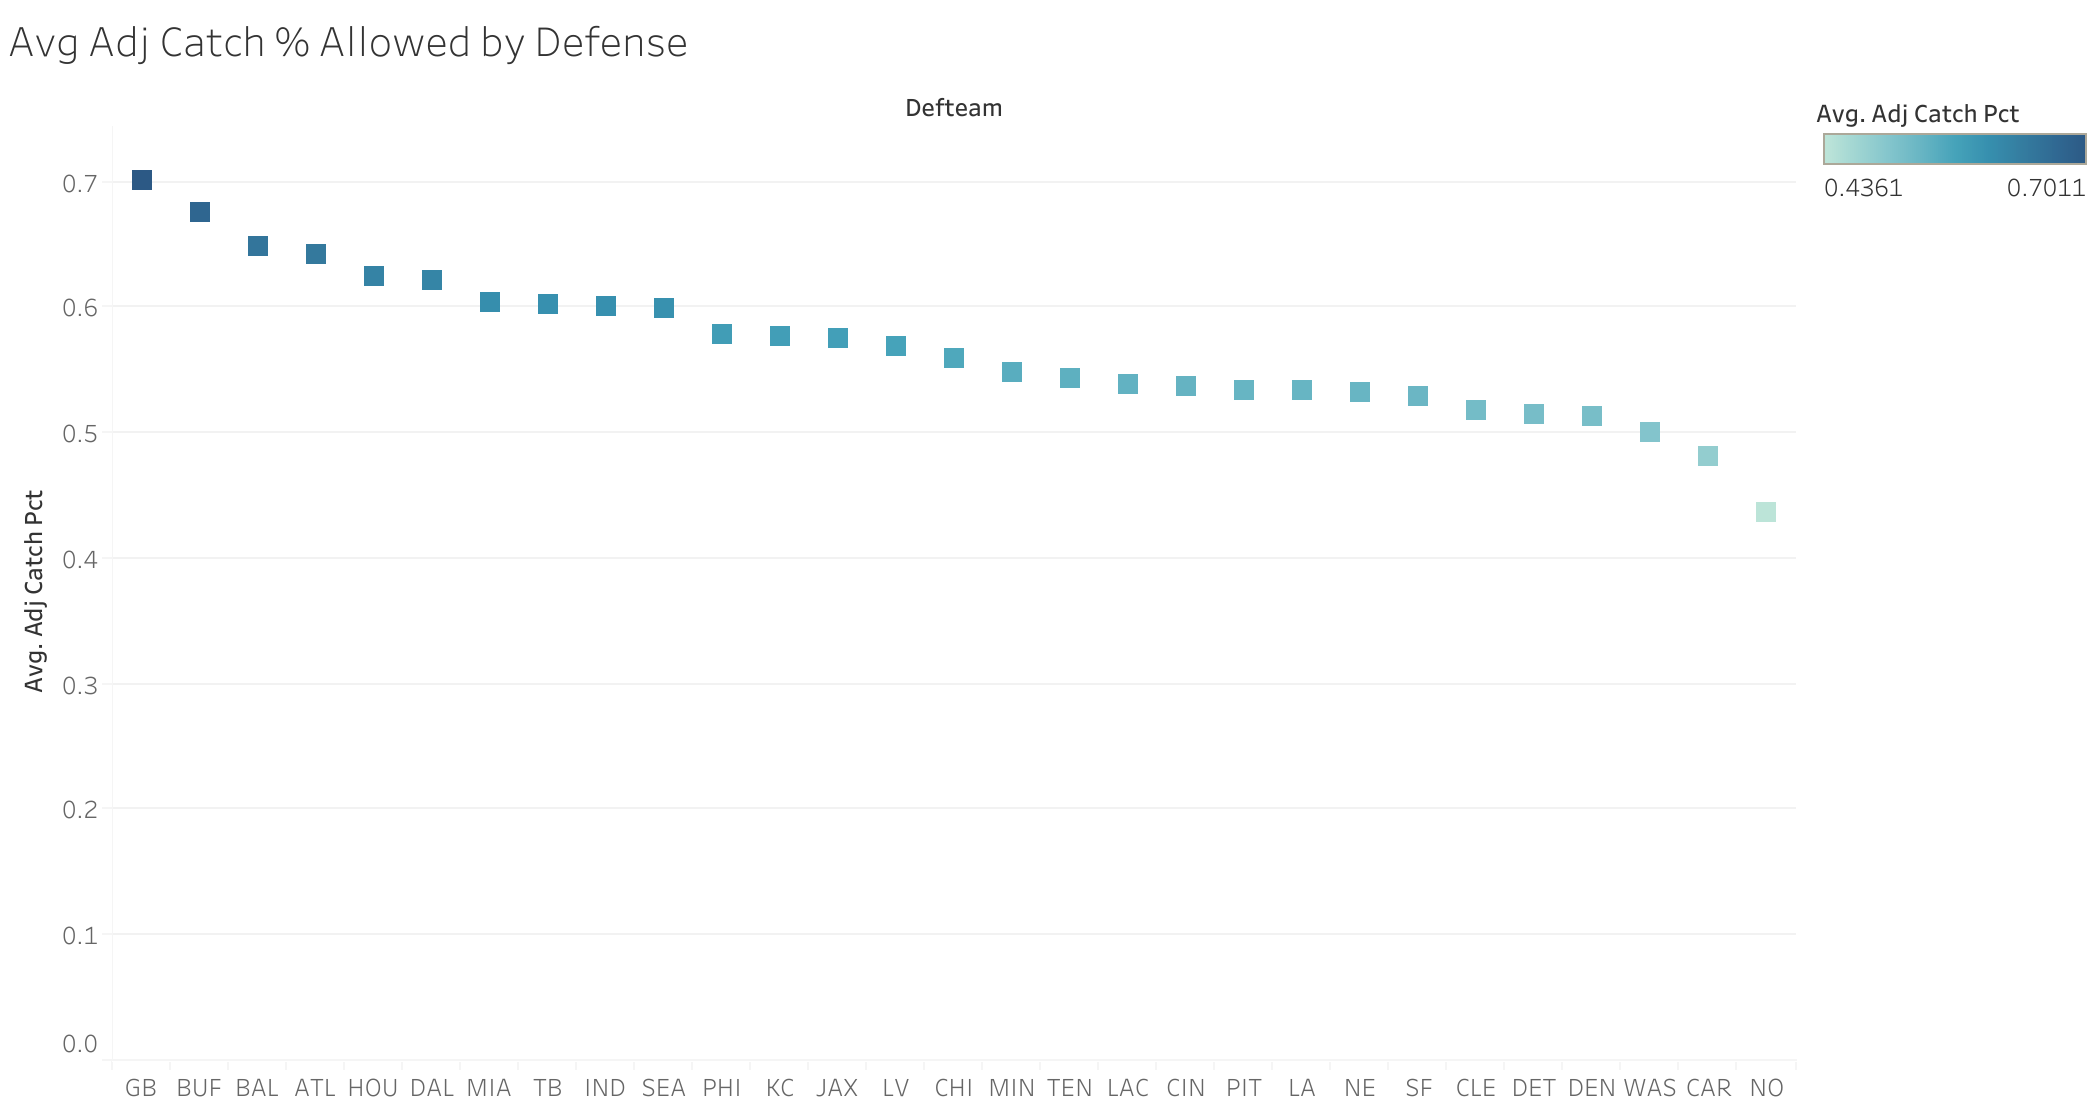 Avg Adj Catch % Allowed by Defense
Defteam
Avg. Adj Catch Pct
0.4361 0.7011
Avg. Adj Catch Pct
0.7
0.6
0.5
0.4
0.3
0.2
0.1
0.0
GB BUF BAL ATL HOU DAL MIA TB IND SEA PHI KC JAX LV CHI MIN TEN LAC CIN PIT LA NE SF CLE DET DEN WAS CAR NO